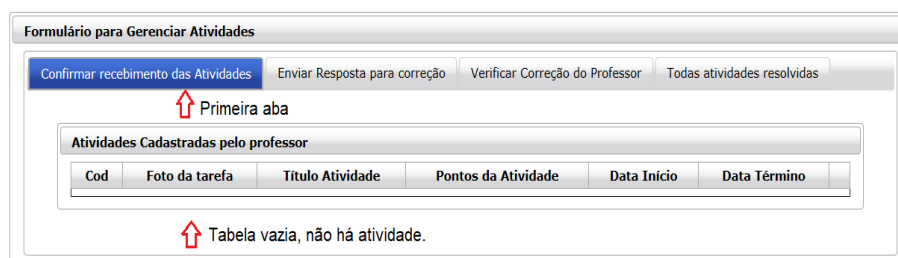 Formulário para Gerenciar Atividades
Confirmar recebimento das Atividades Enviar Resposta para correção Verificar Correção do Professor Todas atividades resolvidas
Primeira aba
Atividades Cadastradas pelo professor
Cod Foto da tarefa Título Atividade Pontos da Atividade Data Início Data Término
Tabela vazia, não há atividade.